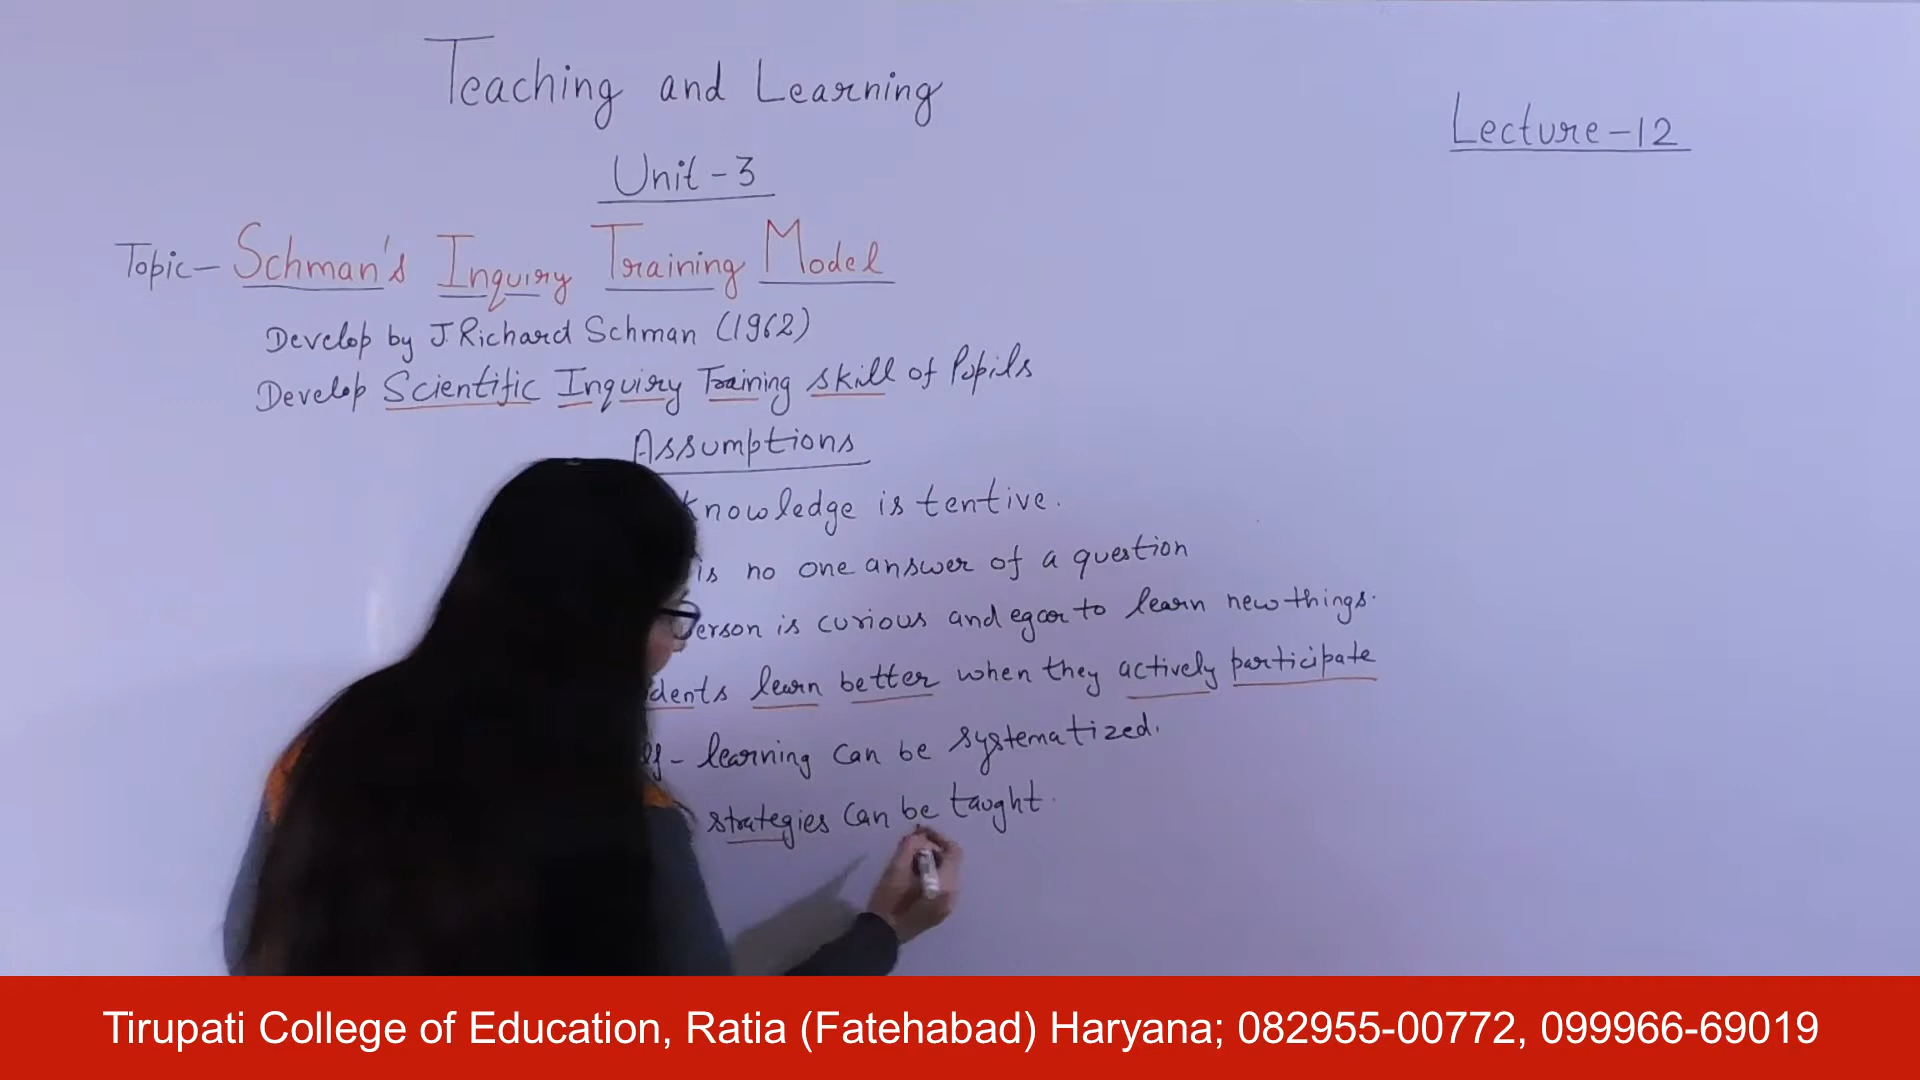 Teaching and Learning
Lecture-12
Unit-3
Topic- Schman's Inquiry Training Model
Develop by J. Richard Schman (1962)
Develop Scientific Inquiry Training skill of Pupils
Assumptions
Knowledge is tentive.
is no one answer of a question
erson is curious and egaor to learn new things.
dents learn better when they actively participate
lf-learning can be systematized.
strategies can be taught.
Tirupati College of Education, Ratia (Fatehabad) Haryana; 082955-00772, 099966-69019